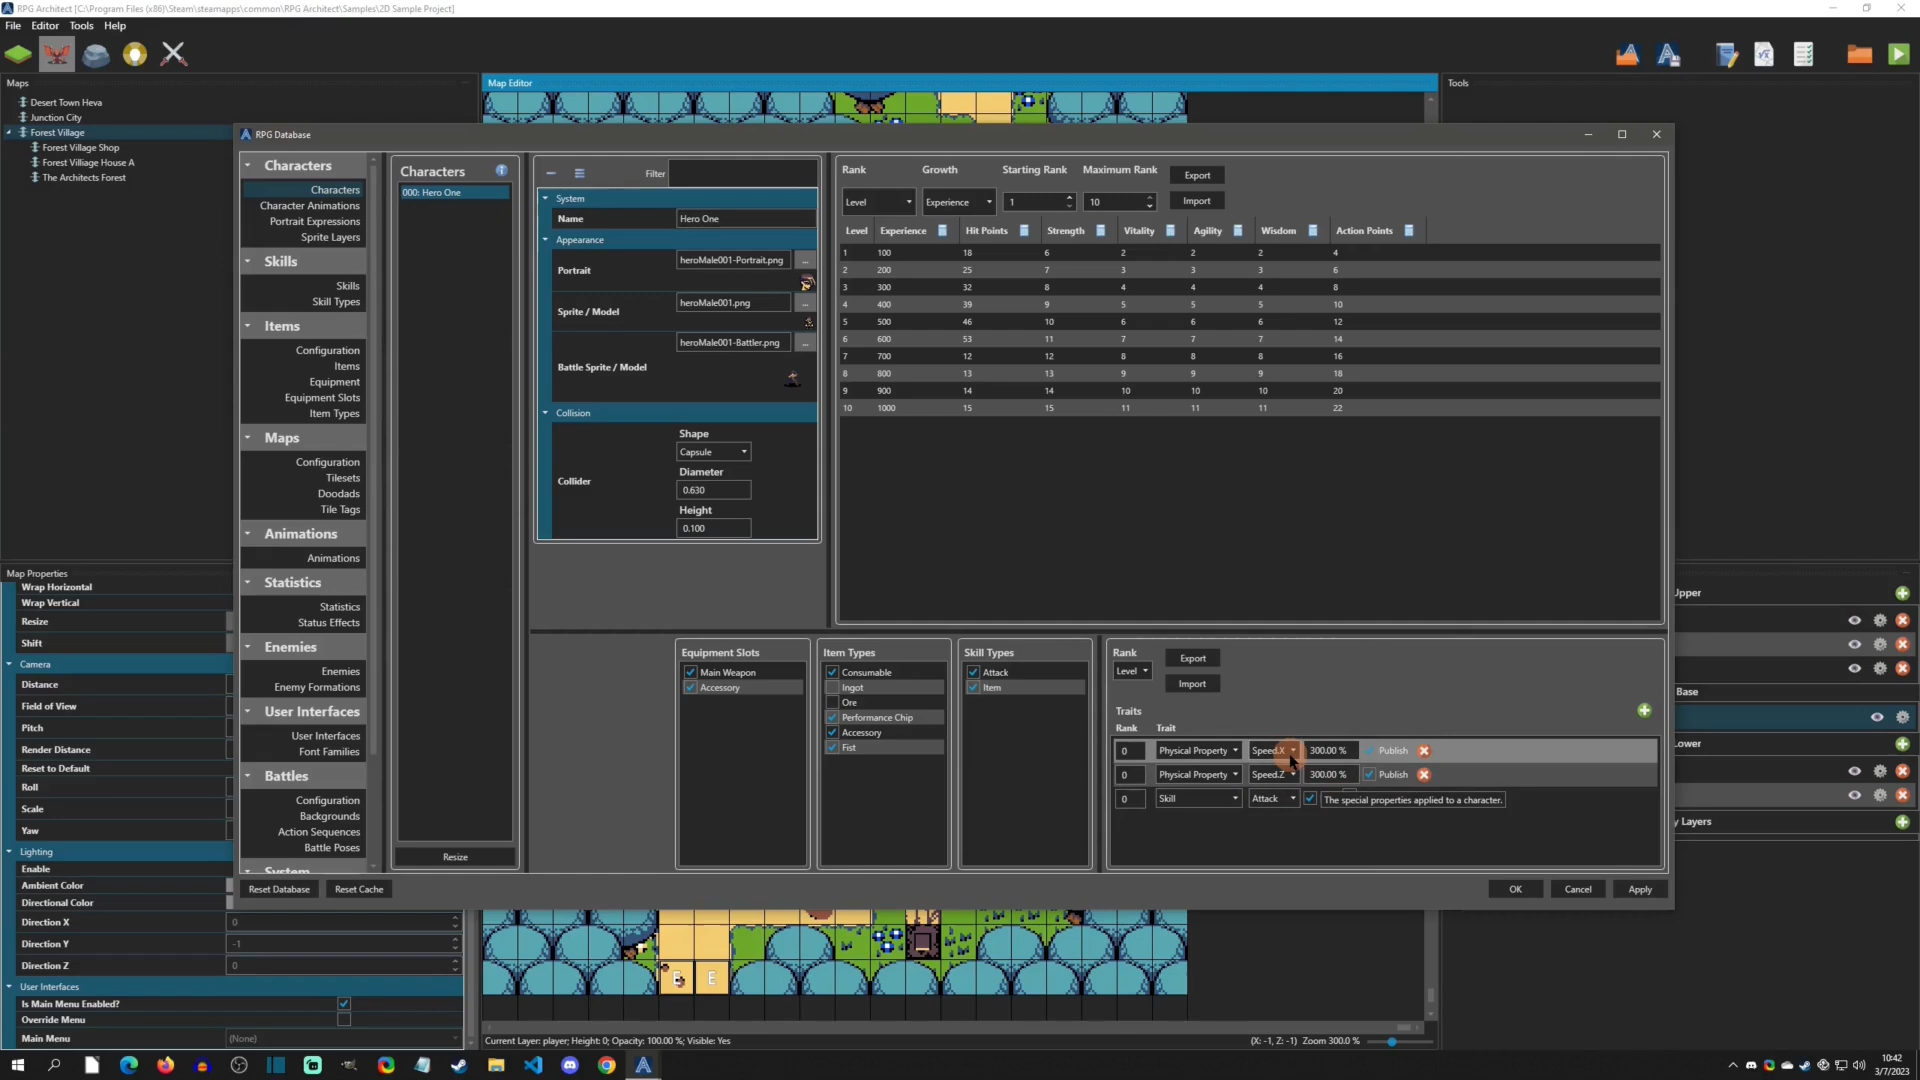 RPG Architect [C:\Program Files (x86)\Steam\steamapps\common\RPG Architect\Samples\2D Sample Project]
File Editor Tools Help
Maps
Map Editor
Tools
Desert Town Heva
Junction City
Forest Village
Forest Village Shop
Forest Villiage House A
The Architects Forest
RPG Database
Characters
Characters
Character Animations
Portrait Expressions
Sprite Layers
Skills
Skills
Skill Types
Items
Configuration
Items
Equipment
Equipment Slots
Item Types
Maps
Configuration
Tilesets
Doodads
Tile Tags
Animations
Animations
Statistics
Statistics
Status Effects
Enemies
Enemies
Enemy Formations
User Interfaces
User Interfaces
Font Families
Battles
Configuration
Backgrounds
Action Sequences
Battle Poses
System
Reset Database Reset Cache
Characters
000: Hero One
Resize
Filter
System
Name Hero One
Appearance
Portrait heroMale001-Portrait.png ...
Sprite / Model heroMale001.png ...
Battle Sprite / Model heroMale001-Battler.png ...
Collision
Collider
Shape
Capsule
Diameter
0.630
Height
0.100
Rank Growth Starting Rank Maximum Rank Export
Level Experience 1 10 Import
Level Experience Hit Points Strength Vitality Agility Wisdom Action Points
1 100 18 6 2 2 2 4
2 200 25 7 3 3 3 6
3 300 32 8 4 4 4 8
4 400 39 9 5 5 5 10
5 500 46 10 6 6 6 12
6 600 53 11 7 7 7 14
7 700 12 12 8 8 8 16
8 800 13 13 9 9 9 18
9 900 14 14 10 10 10 20
10 1000 15 15 11 11 11 22
Equipment Slots
Main Weapon
Accessory
Item Types
Consumable
Ingot
Ore
Performance Chip
Accessory
Fist
Skill Types
Attack
Item
Rank Export
Level Import
Traits
Rank Trait
0 Physical Property Speed.X 300.00 % Publish
0 Physical Property Speed.Z 300.00 % Publish
0 Skill Attack
The special properties applied to a character.
OK Cancel Apply
Map Properties
Wrap Horizontal
Wrap Vertical
Resize
Shift
Camera
Distance
Field of View
Pitch
Render Distance
Reset to Default
Roll
Scale
Yaw
Lighting
Enable
Ambient Color
Directional Color
Direction X 0
Direction Y -1
Direction Z 0
User Interfaces
Is Main Menu Enabled?
Override Menu
Main Menu (None)
Upper
Base
Lower
y Layers
E E
Current Layer: player; Height: 0; Opacity: 100.00 %; Visible: Yes
(X: -1, Z: -1) Zoom 300.0 %
10:42
3/7/2023